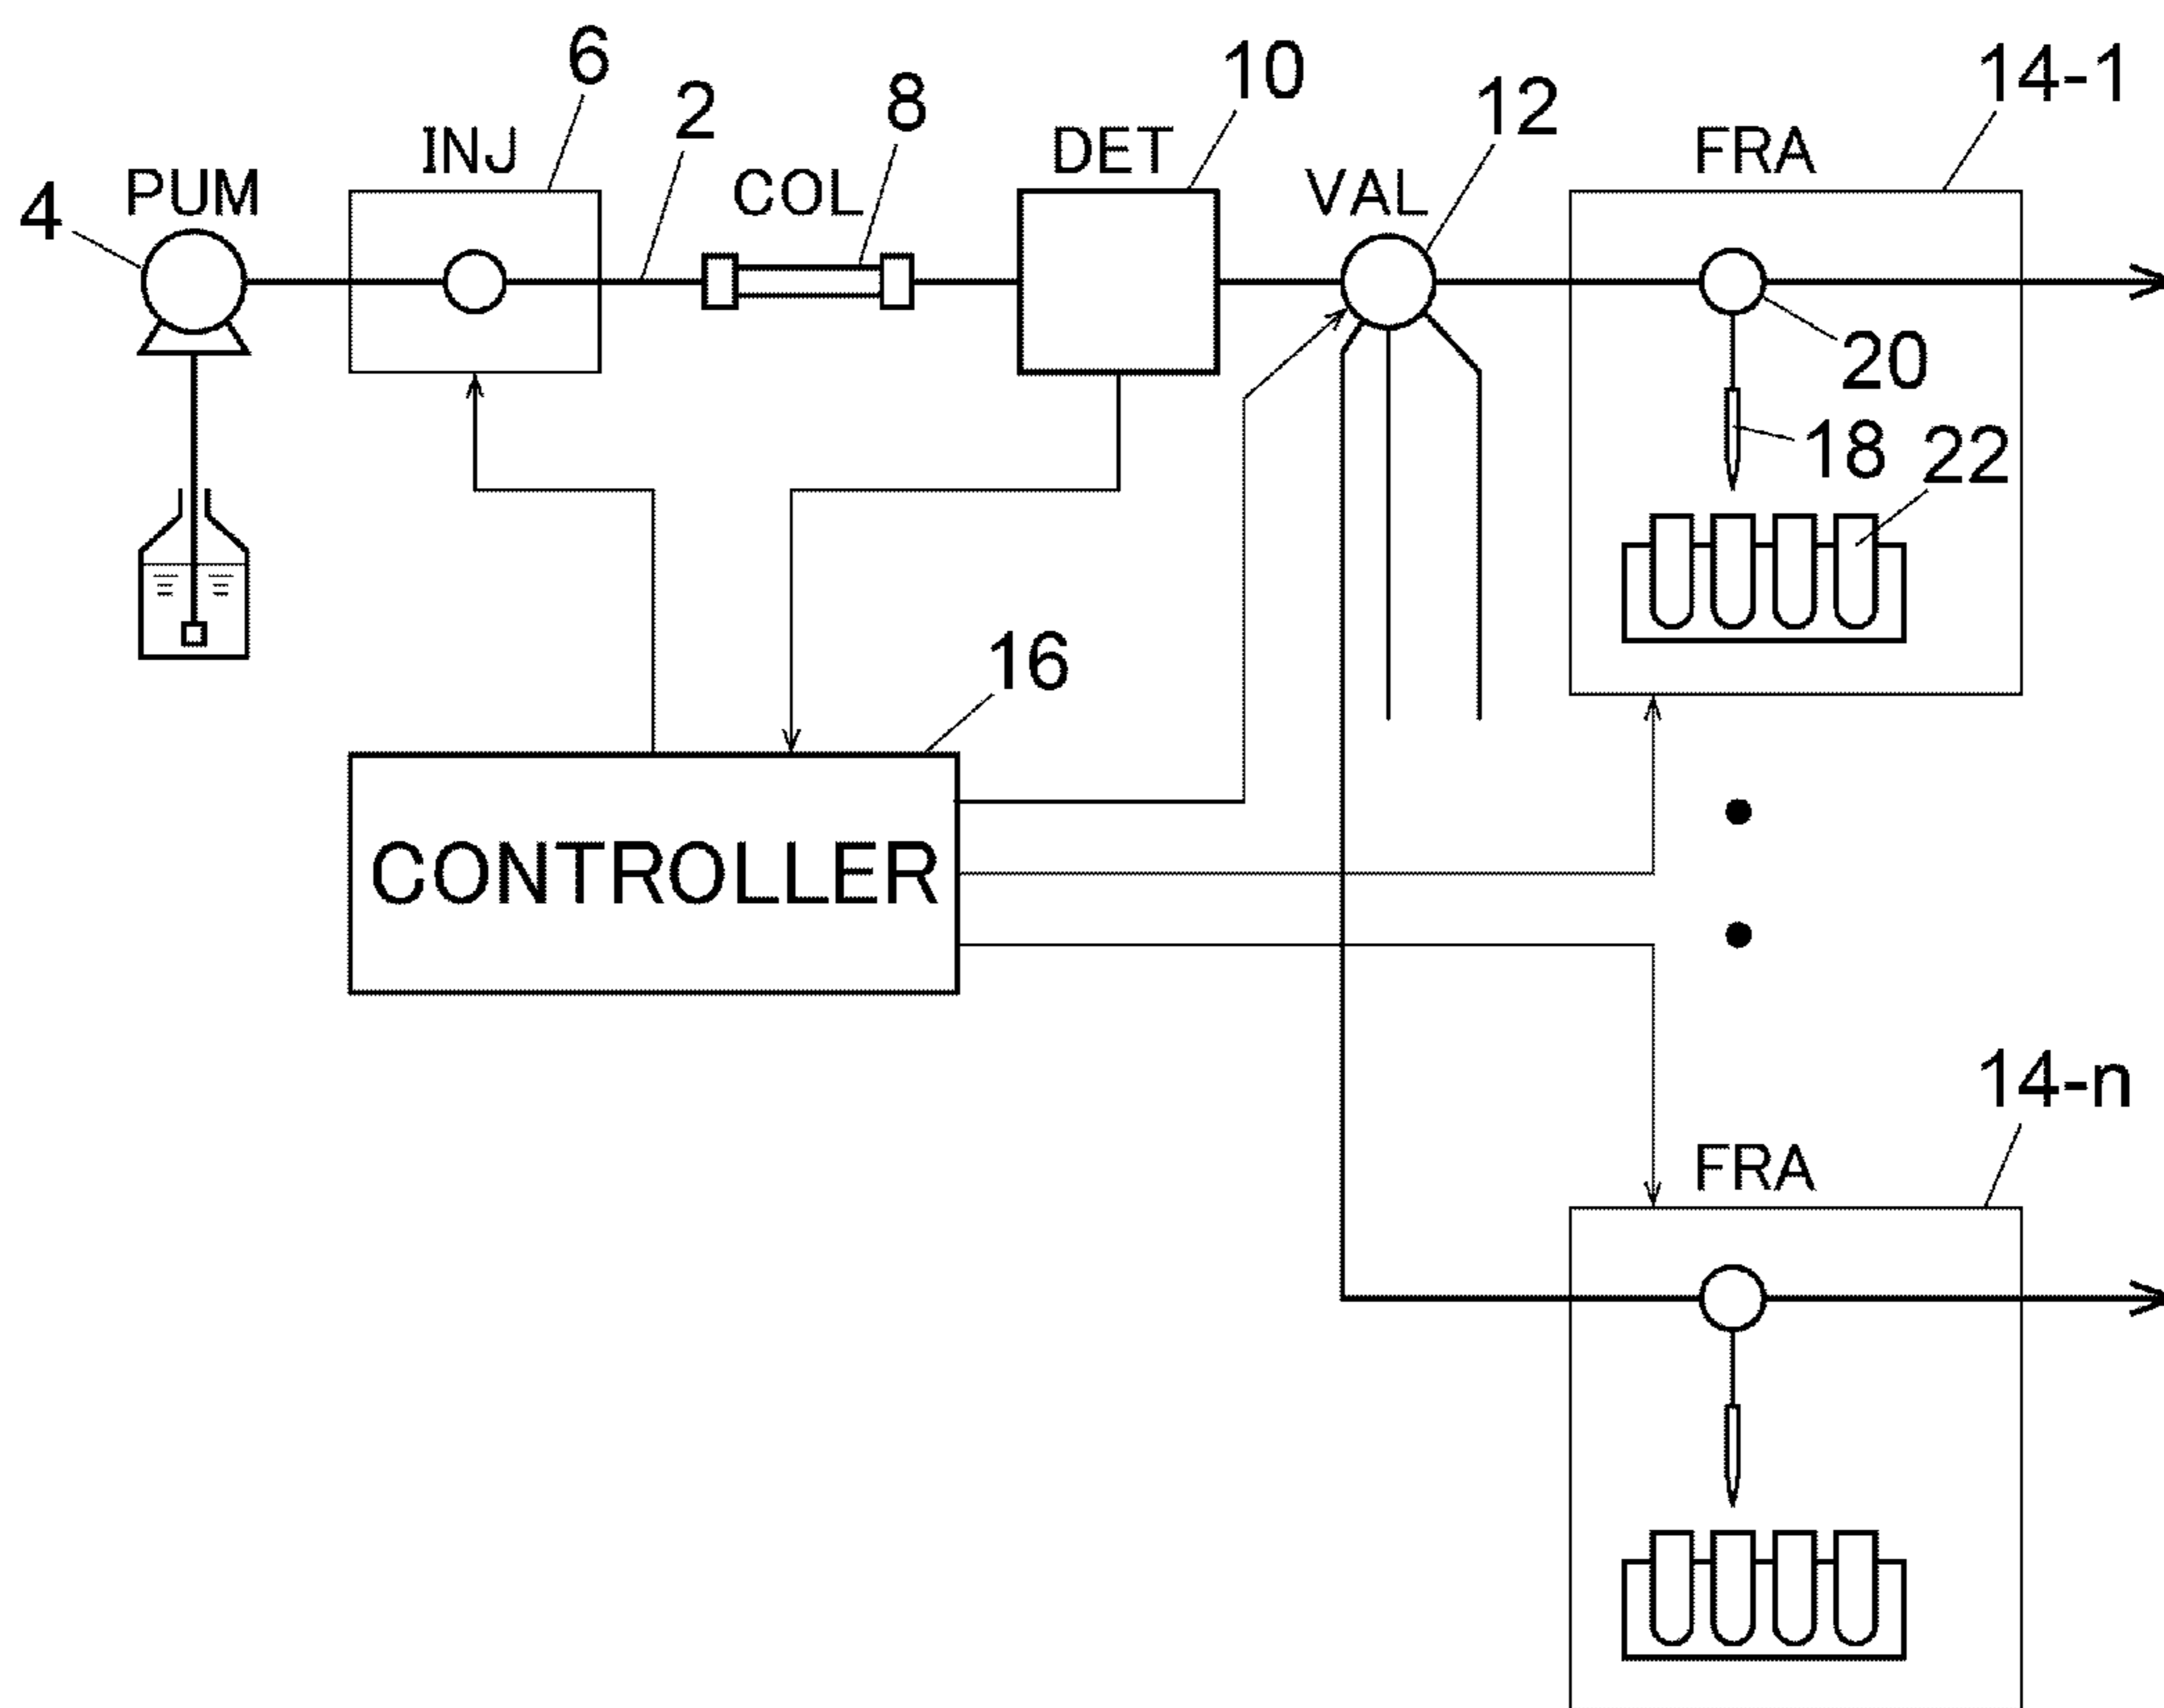 6
2
8
10
12
14-1
INJ
DET
FRA
4
PUM
COL
VAL
20
18
22
16
CONTROLLER
14-n
FRA